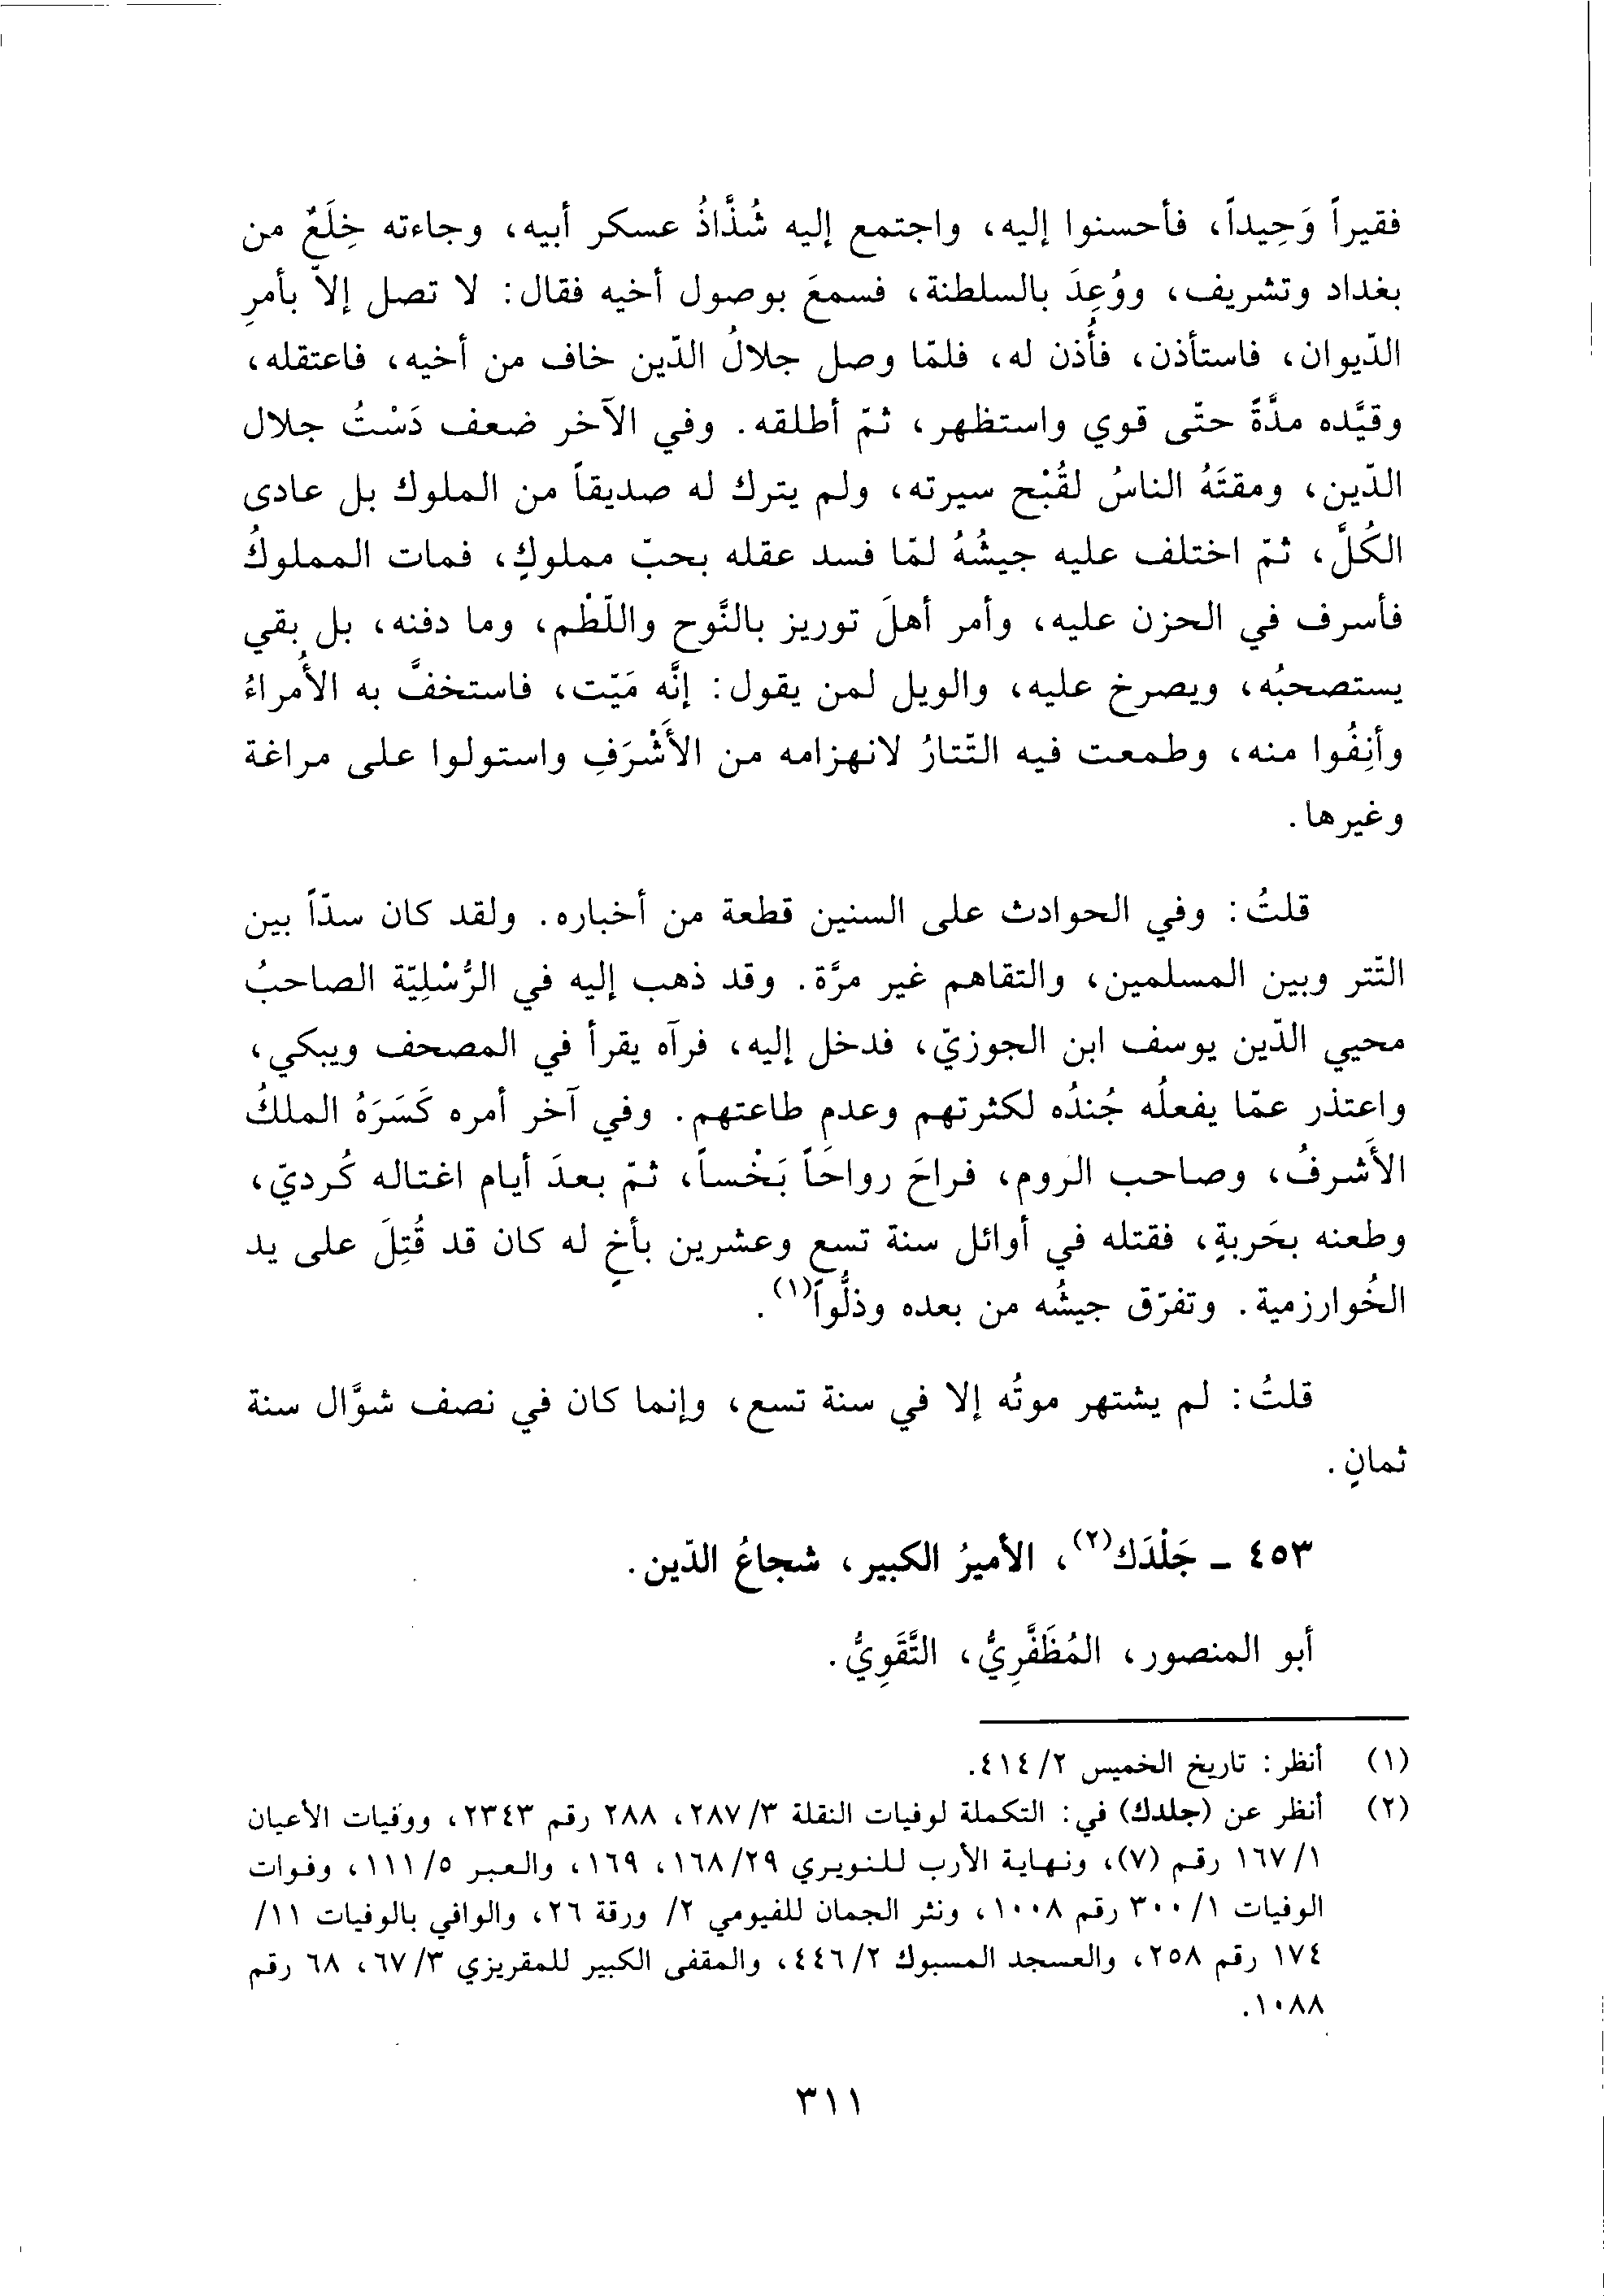 فقيراً وَحِيداً، فأحسنوا إليه، واجتمع إليه شُذَّاذُ عسكر أبيه، وجاءته خِلَعٌ من
بغداد وتشريف، ووُعِدَ بالسلطنة، فسمعَ بوصول أخيه فقال: لا تصل إلاّ بأمرِ
الدّيوان، فاستأذن، فأُذن له، فلمّا وصل جلالُ الدّين خاف من أخيه، فاعتقله،
وقيَّده مدَّةً حتّى قوي واستظهر، ثمّ أطلقه. وفي الآخر ضعف دَسْتُ جلال
الدّين، ومقتَهُ الناسُ لقُبْح سيرته، ولم يترك له صديقاً من الملوك بل عادى
الكُلَّ، ثمّ اختلف عليه جيشُهُ لمّا فسد عقله بحبّ مملوكٍ، فمات المملوكُ
فأسرف في الحزن عليه، وأمر أهلَ توريز بالنَّوح واللّطْم، وما دفنه، بل بقي
يستصحبُه، ويصرخ عليه، والويل لمن يقول: إنَّه مَيّت، فاستخفَّ به الأُمراءُ
وأنِفُوا منه، وطمعت فيه التّتارُ لانهزامه من الأَشْرَفِ واستولوا على مراغة
وغيرها.
قلتُ: وفي الحوادث على السنين قطعة من أخباره. ولقد كان سدّاً بين
التّتر وبين المسلمين، والتقاهم غير مرَّة. وقد ذهب إليه في الرُّسْلِيّة الصاحبُ
محيي الدّين يوسف ابن الجوزيّ، فدخل إليه، فرآه يقرأ في المصحف ويبكي،
واعتذر عمّا يفعلُه جُندُه لكثرتهم وعدم طاعتهم. وفي آخر أمره كَسَرَهُ الملكُ
الأَشرفُ، وصاحب الروم، فراحَ رواحَاً بَخْساً، ثمّ بعدَ أيام اغتاله كُرديّ،
وطعنه بحَربةٍ، فقتله في أوائل سنة تسعٍ وعشرين بأخٍ له كان قد قُتِلَ على يد
الخُوارزمية. وتفرّق جيشُه من بعده وذلُّواً(١).
قلتُ: لم يشتهر موتُه إلا في سنة تسع، وإنما كان في نصف شوَّال سنة
ثمانٍ.
٤٥٣ - جَلْدَك(٢)، الأميرُ الكبير، شجاعُ الدّين.
أبو المنصور، المُظَفَّرِيُّ، التَّقَوِيُّ.
(١) أنظر: تاريخ الخميس ٢/ ٤١٤.
(٢) أنظر عن (جلدك) في: التكملة لوفيات النقلة ٣/ ٢٨٧، ٢٨٨ رقم ٢٣٤٣، ووفيات الأعيان
١/ ١٦٧ رقم (٧)، ونهاية الأرب للنويري ٢٩/ ١٦٨، ١٦٩، والعبر ٥/ ١١١، وفوات
الوفيات ١/ ٣٠٠ رقم ١٠٠٨، ونثر الجمان للفيومي ٢/ ورقة ٢٦، والوافي بالوفيات ١١/
١٧٤ رقم ٢٥٨، والعسجد المسبوك ٢/ ٤٤٦، والمقفى الكبير للمقريزي ٣/ ٦٧، ٦٨ رقم
١٠٨٨.
٣١١